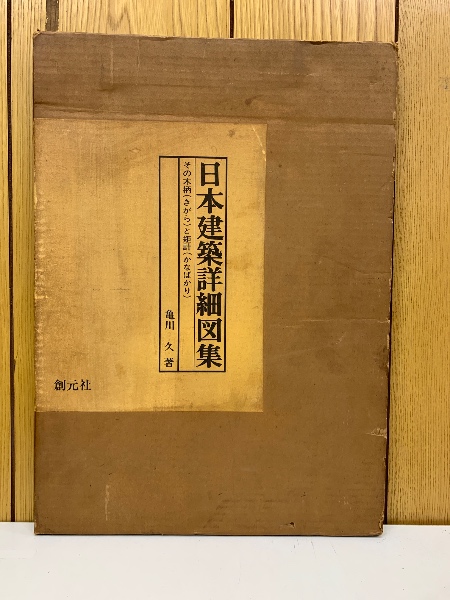 日本建築詳細図集
その木柄(きがら)と矩計(かなばかり)
亀川 久 著
創元社